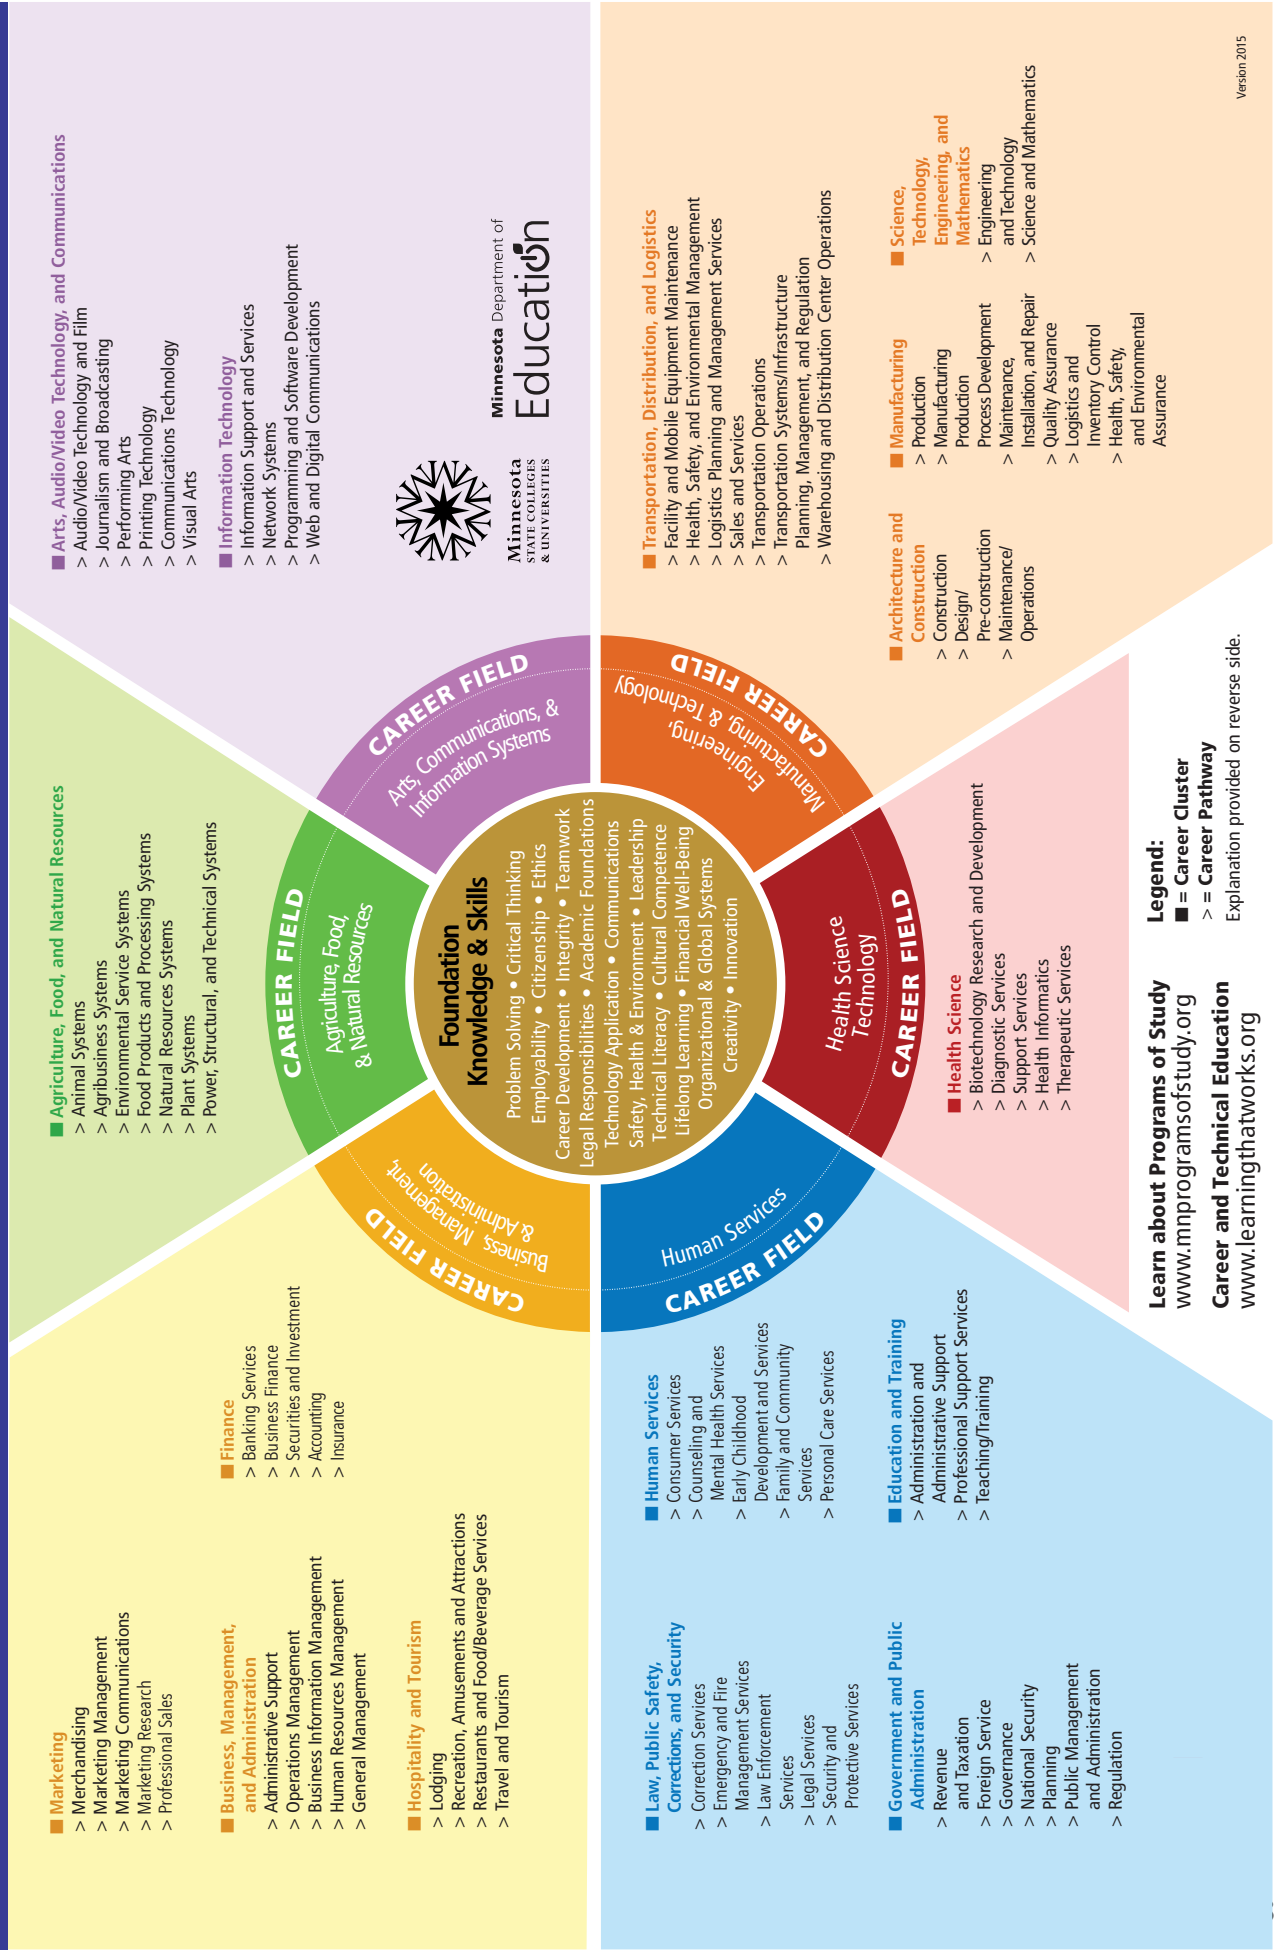 ■ Marketing
> Merchandising
> Marketing Management
> Marketing Communications
> Marketing Research
> Professional Sales
■ Business, Management,
and Administration
> Administrative Support
> Operations Management
> Business Information Management
> Human Resources Management
> General Management
■ Hospitality and Tourism
> Lodging
> Recreation, Amusements and Attractions
> Restaurants and Food/Beverage Services
> Travel and Tourism
■ Finance
> Banking Services
> Business Finance
> Securities and Investment
> Accounting
> Insurance
■ Agriculture, Food, and Natural Resources
> Animal Systems
> Agribusiness Systems
> Environmental Service Systems
> Food Products and Processing Systems
> Natural Resources Systems
> Plant Systems
> Power, Structural, and Technical Systems
■ Arts, Audio/Video Technology, and Communications
> Audio/Video Technology and Film
> Journalism and Broadcasting
> Performing Arts
> Printing Technology
> Communications Technology
> Visual Arts
■ Information Technology
> Information Support and Services
> Network Systems
> Programming and Software Development
> Web and Digital Communications
Minnesota
STATE COLLEGES
& UNIVERSITIES
Minnesota Department of
Education
CAREER FIELD
Business, Management,
& Administration
CAREER FIELD
Agriculture, Food,
& Natural Resources
CAREER FIELD
Arts, Communications, &
Information Systems
Foundation
Knowledge & Skills
Problem Solving • Critical Thinking
Employability • Citizenship • Ethics
Career Development • Integrity • Teamwork
Legal Responsibilities • Academic Foundations
Technology Application • Communications
Safety, Health & Environment • Leadership
Technical Literacy • Cultural Competence
Lifelong Learning • Financial Well-Being
Organizational & Global Systems
Creativity • Innovation
Human Services
CAREER FIELD
Health Science
Technology
CAREER FIELD
Engineering,
Manufacturing, & Technology
CAREER FIELD
■ Law, Public Safety,
Corrections, and Security
> Correction Services
> Emergency and Fire
Management Services
> Law Enforcement
Services
> Legal Services
> Security and
Protective Services
■ Human Services
> Consumer Services
> Counseling and
Mental Health Services
> Early Childhood
Development and Services
> Family and Community
Services
> Personal Care Services
■ Government and Public
Administration
> Revenue
and Taxation
> Foreign Service
> Governance
> National Security
> Planning
> Public Management
and Administration
> Regulation
■ Education and Training
> Administration and
Administrative Support
> Professional Support Services
> Teaching/Training
■ Health Science
> Biotechnology Research and Development
> Diagnostic Services
> Support Services
> Health Informatics
> Therapeutic Services
■ Transportation, Distribution, and Logistics
> Facility and Mobile Equipment Maintenance
> Health, Safety, and Environmental Management
> Logistics Planning and Management Services
> Sales and Services
> Transportation Operations
> Transportation Systems/Infrastructure
Planning, Management, and Regulation
> Warehousing and Distribution Center Operations
■ Architecture and
Construction
> Construction
> Design/
Pre-construction
> Maintenance/
Operations
■ Manufacturing
> Production
> Manufacturing
Production
Process Development
> Maintenance,
Installation, and Repair
> Quality Assurance
> Logistics and
Inventory Control
> Health, Safety,
and Environmental
Assurance
■ Science,
Technology,
Engineering, and
Mathematics
> Engineering
and Technology
> Science and Mathematics
Learn about Programs of Study
www.mnprogramsofstudy.org
Career and Technical Education
www.learningthatworks.org
Legend:
■ = Career Cluster
> = Career Pathway
Explanation provided on reverse side.
Version 2015